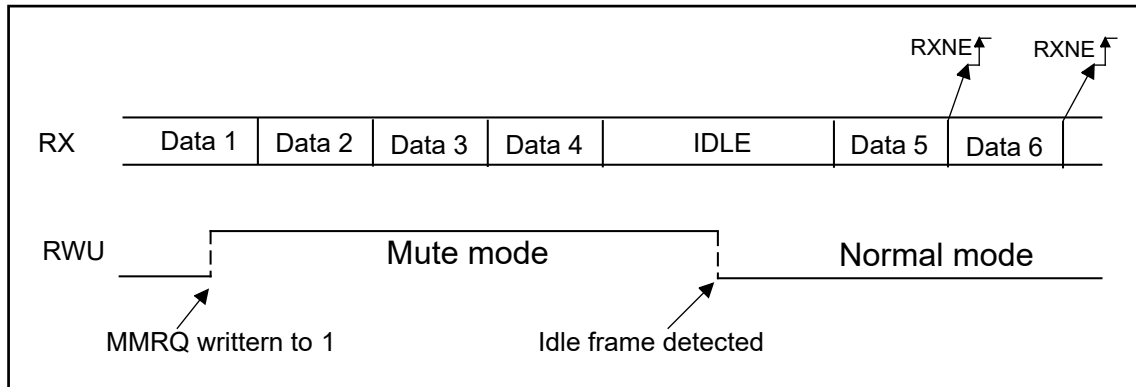 RXNE RXNE
RX Data 1 Data 2 Data 3 Data 4 IDLE Data 5 Data 6
RWU Mute mode Normal mode
MMRQ writtern to 1 Idle frame detected